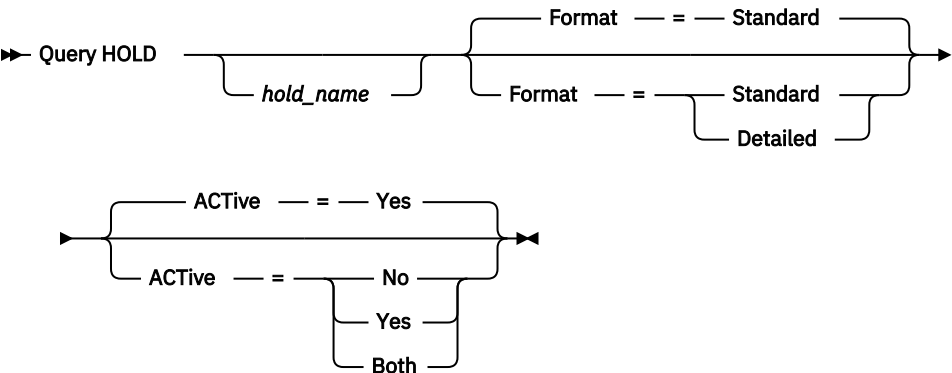 Format = Standard
Query HOLD
hold_name
Format = Standard
Detailed
ACTive = Yes
ACTive = No
Yes
Both